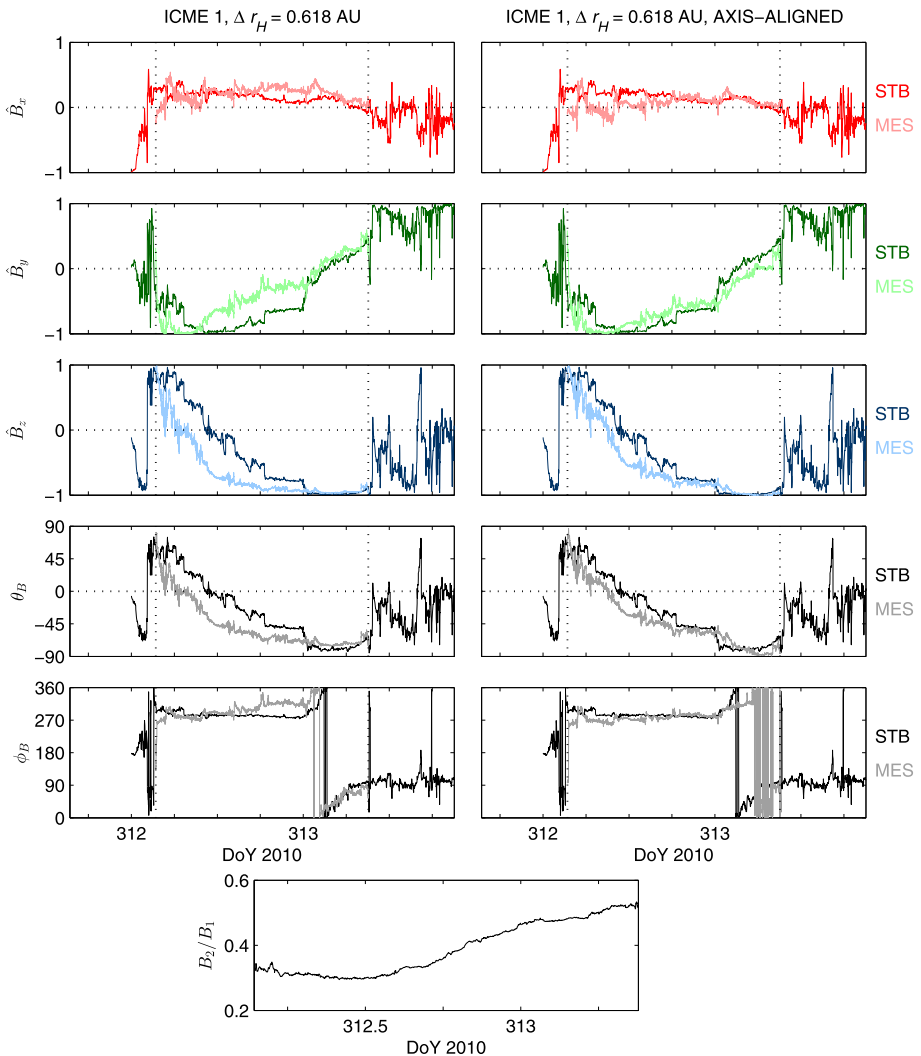 ICME 1, Δ r_H = 0.618 AU
ICME 1, Δ r_H = 0.618 AU, AXIS−ALIGNED
1
0
−1
B̂_x
STB
MES
1
0
−1
B̂_y
STB
MES
1
0
−1
B̂_z
STB
MES
90
45
0
−45
−90
θ_B
STB
MES
360
270
180
90
0
ϕ_B
STB
MES
312 313
312 313
DoY 2010
DoY 2010
0.6
0.4
0.2
B_2/B_1
312.5 313
DoY 2010